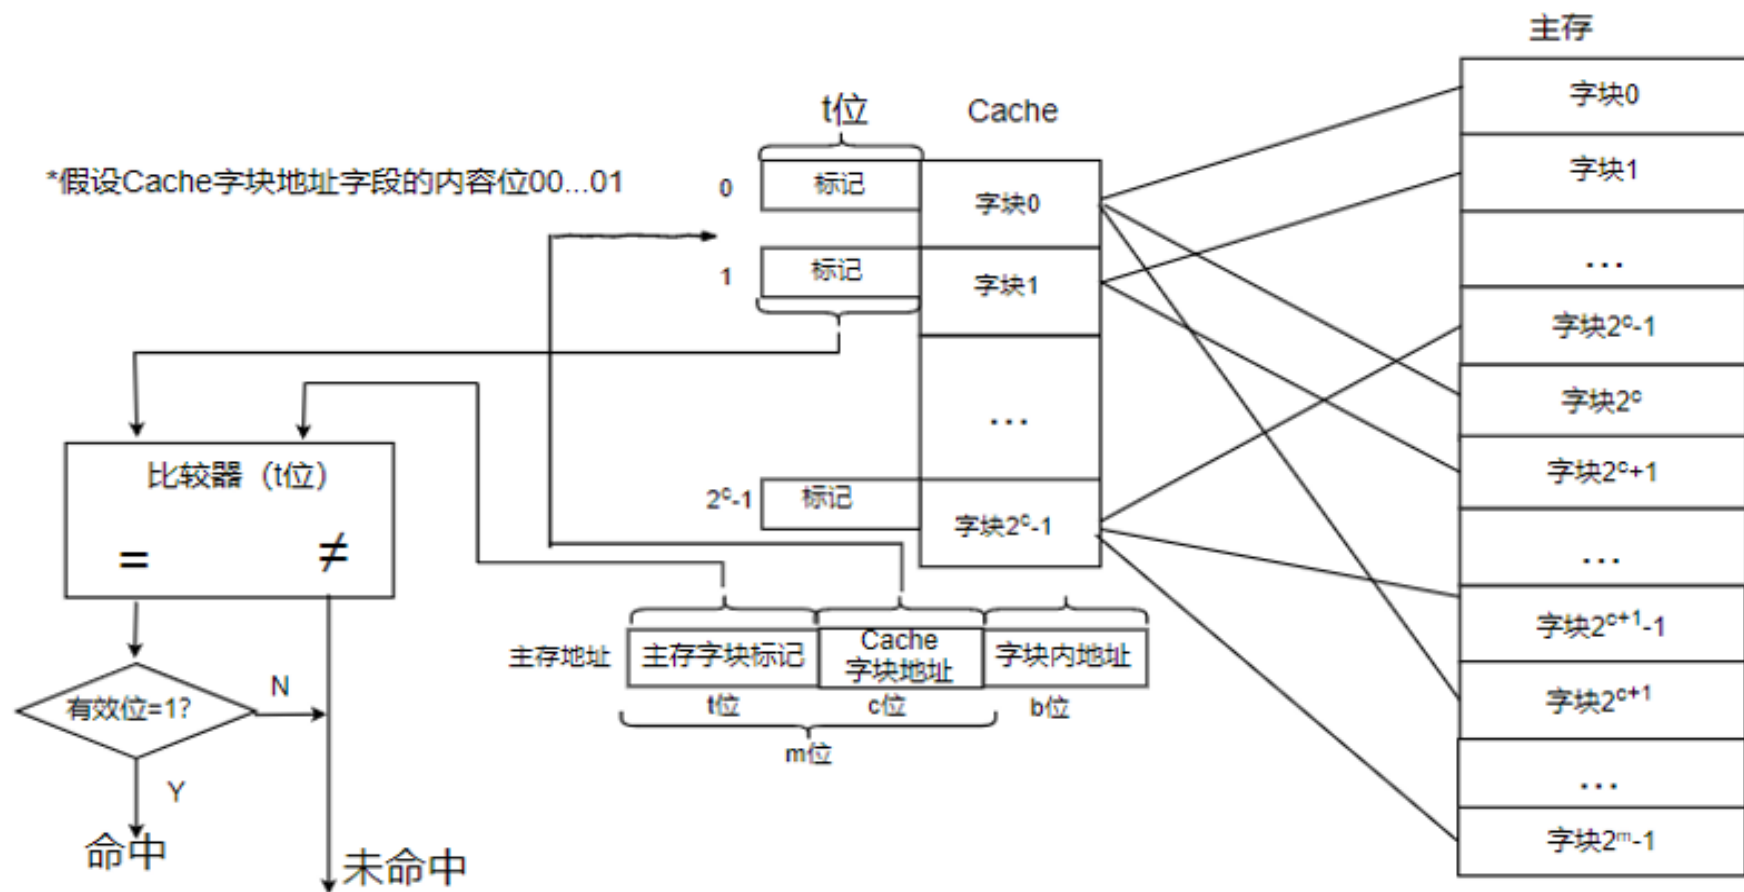 主存
字块0
t位
Cache
*假设Cache字块地址字段的内容位00...01
0
标记
字块0
字块1
1
标记
字块1
...
字块2ᶜ-1
字块2ᶜ
...
比较器（t位）
字块2ᶜ+1
2ᶜ-1
标记
字块2ᶜ-1
=
≠
...
主存地址
主存字块标记
Cache
字块地址
字块内地址
字块2ᶜ⁺¹-1
有效位=1?
N
t位
c位
b位
字块2ᶜ⁺¹
m位
Y
...
命中
未命中
字块2ᵐ-1